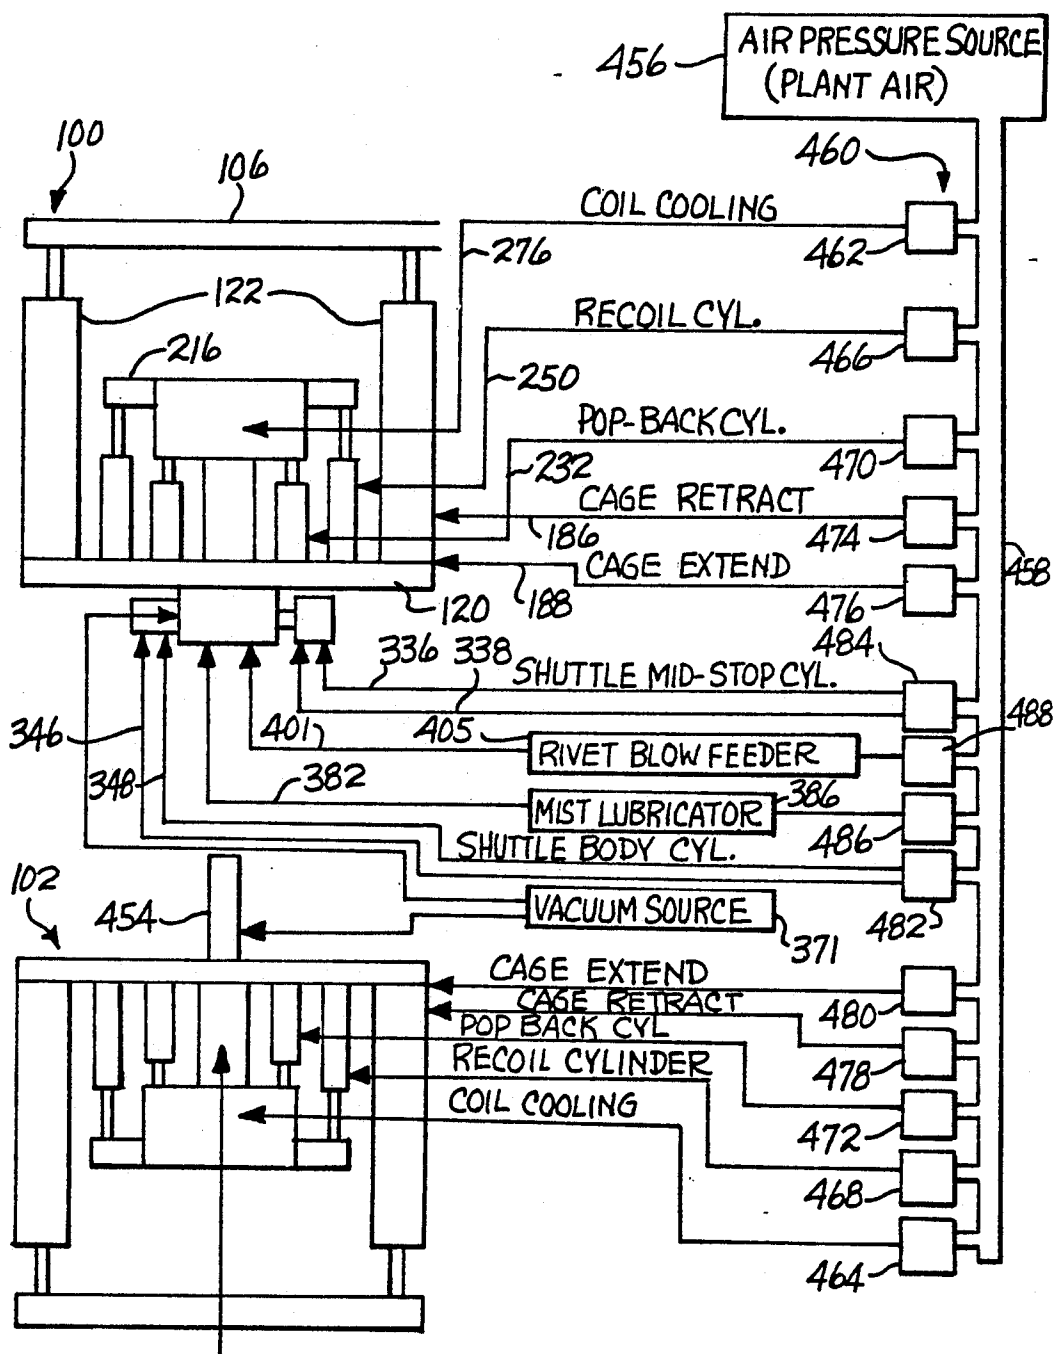 AIR PRESSURE SOURCE
(PLANT AIR)
456
100
106
460
COIL COOLING
276
462
122
RECOIL CYL.
216
250
466
POP-BACK CYL.
232
470
CAGE RETRACT
186
474
458
CAGE EXTEND
188
120
476
484
336
338
SHUTTLE MID-STOP CYL.
488
346
401
405
RIVET BLOW FEEDER
348
382
386
MIST LUBRICATOR
486
SHUTTLE BODY CYL.
102
454
VACUUM SOURCE
482
371
CAGE EXTEND
CAGE RETRACT
480
POP BACK CYL
RECOIL CYLINDER
478
COIL COOLING
472
468
464